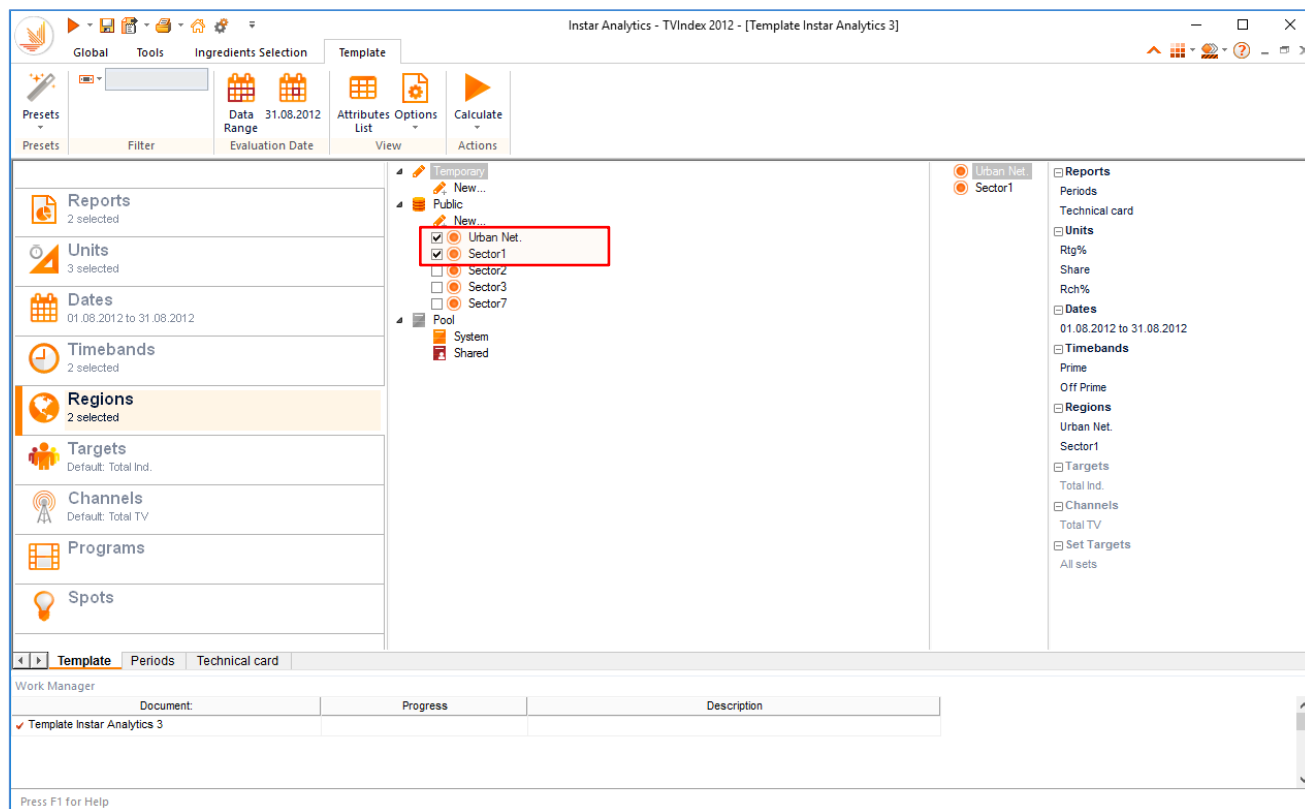 Instar Analytics - TVIndex 2012 - [Template Instar Analytics 3]
Global Tools Ingredients Selection Template
Presets
Data Range
31.08.2012
Attributes List
Options
Calculate
Presets Filter Evaluation Date View Actions
Reports
2 selected
Units
3 selected
Dates
01.08.2012 to 31.08.2012
Timebands
2 selected
Regions
2 selected
Targets
Default: Total Ind.
Channels
Default: Total TV
Programs
Spots
Temporary
New...
Public
New...
Urban Net.
Sector1
Sector2
Sector3
Sector7
Pool
System
Shared
Urban Net.
Sector1
Reports
Periods
Technical card
Units
Rtg%
Share
Rch%
Dates
01.08.2012 to 31.08.2012
Timebands
Prime
Off Prime
Regions
Urban Net.
Sector1
Targets
Total Ind.
Channels
Total TV
Set Targets
All sets
Template Periods Technical card
Work Manager
Document: Progress Description
Template Instar Analytics 3
Press F1 for Help